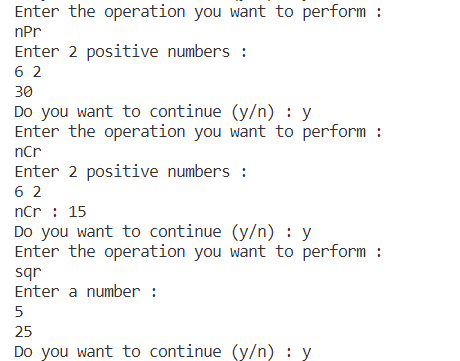 Enter the operation you want to perform :
nPr
Enter 2 positive numbers :
6 2
30
Do you want to continue (y/n) : y
Enter the operation you want to perform :
nCr
Enter 2 positive numbers :
6 2
nCr : 15
Do you want to continue (y/n) : y
Enter the operation you want to perform :
sqr
Enter a number :
5
25
Do you want to continue (y/n) : y